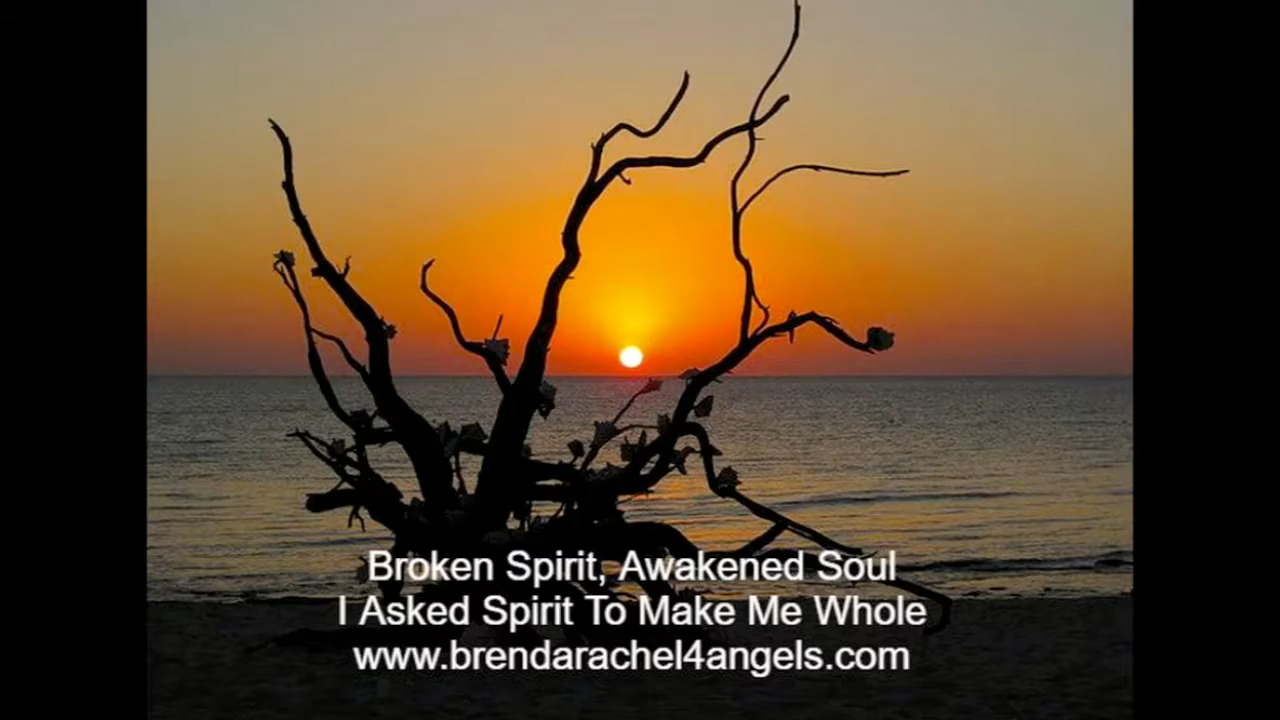 Broken Spirit, Awakened Soul
I Asked Spirit To Make Me Whole
www.brendarachel4angels.com